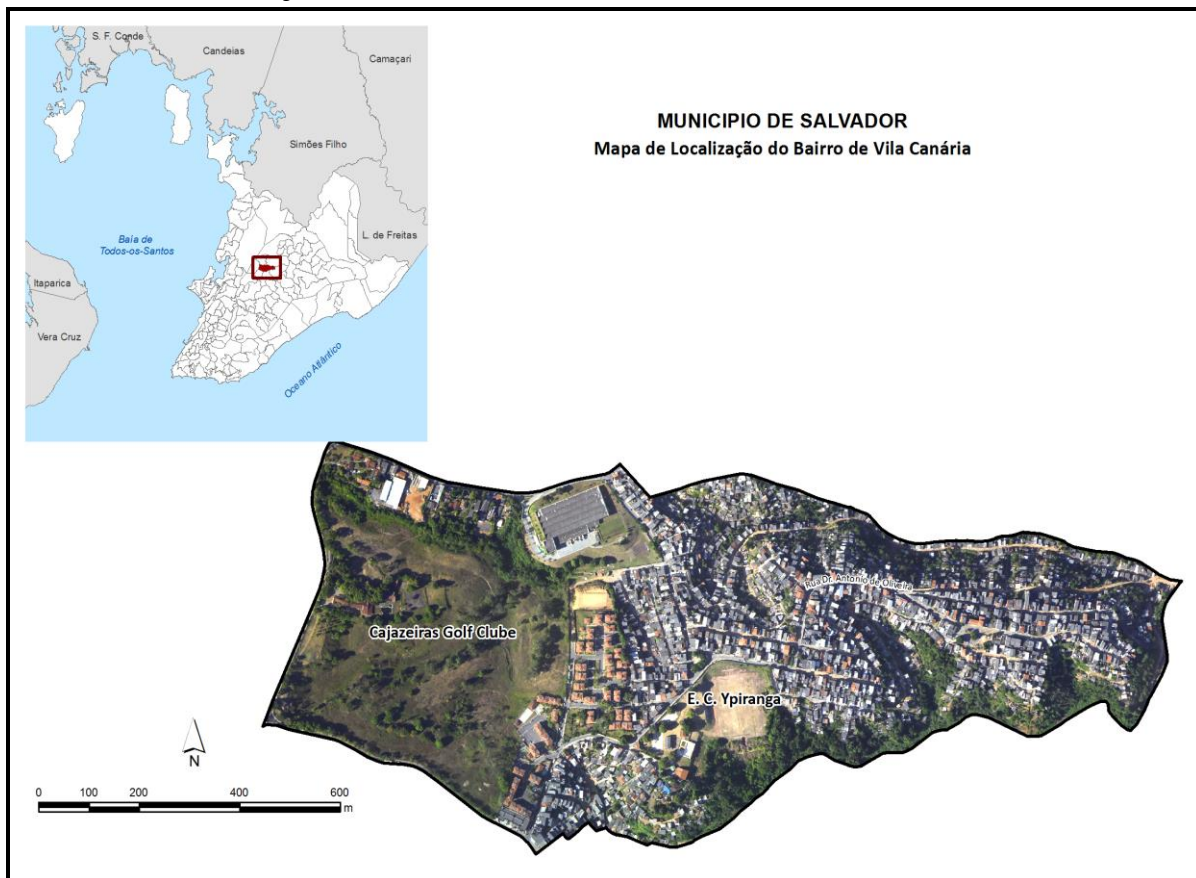 S. F. Conde
Candeias
Camaçari
Simões Filho
L. de Freitas
Baía de
Todos-os-Santos
Itaparica
Vera Cruz
Oceano Atlântico
MUNICIPIO DE SALVADOR
Mapa de Localização do Bairro de Vila Canária
Rua Dr. Antonio de Oliveira
Cajazeiras Golf Clube
E. C. Ypiranga
N
0 100 200 400 600
m